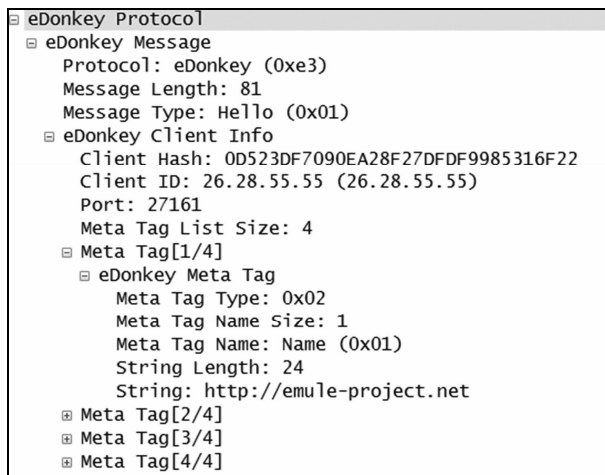 eDonkey Protocol
eDonkey Message
Protocol: eDonkey (0xe3)
Message Length: 81
Message Type: Hello (0x01)
eDonkey Client Info
Client Hash: 0D523DF7090EA28F27DFDF9985316F22
Client ID: 26.28.55.55 (26.28.55.55)
Port: 27161
Meta Tag List Size: 4
Meta Tag[1/4]
eDonkey Meta Tag
Meta Tag Type: 0x02
Meta Tag Name Size: 1
Meta Tag Name: Name (0x01)
String Length: 24
String: http://emule-project.net
Meta Tag[2/4]
Meta Tag[3/4]
Meta Tag[4/4]